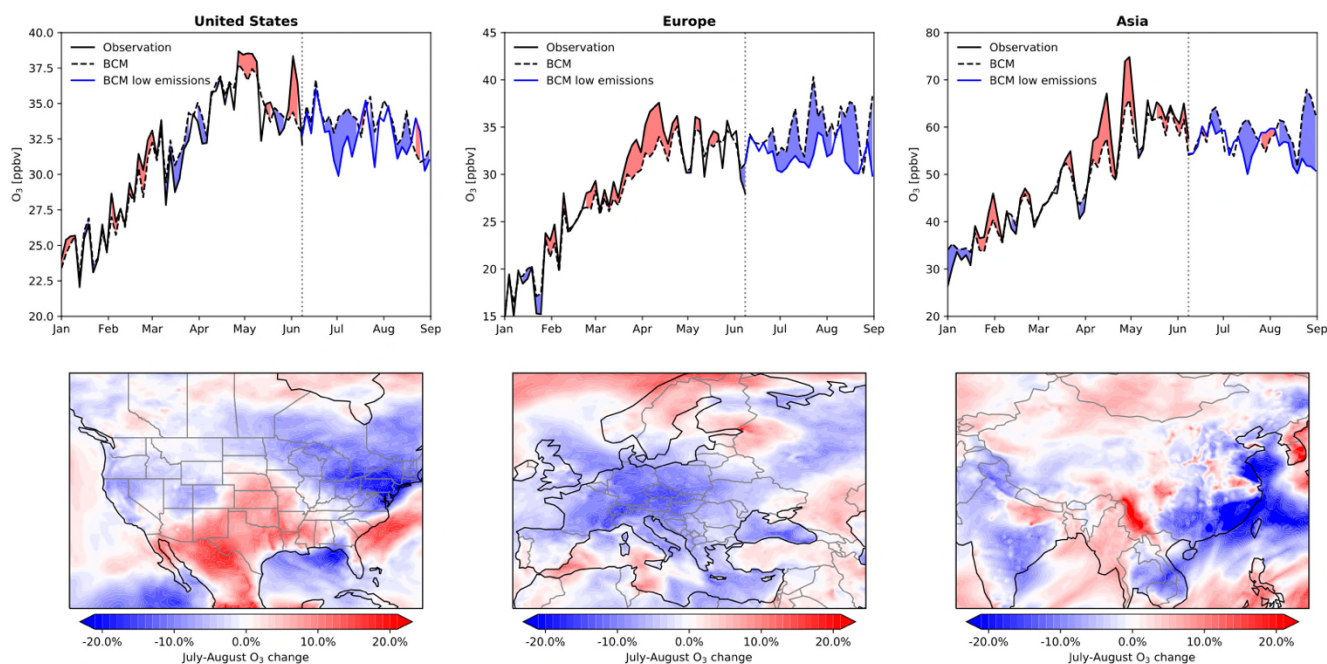 United States
40.0
37.5
35.0
32.5
30.0
27.5
25.0
22.5
20.0
O₃ [ppbv]
Observation
BCM
BCM low emissions
Jan Feb Mar Apr May Jun Jul Aug Sep
Europe
45
40
35
30
25
20
15
O₃ [ppbv]
Observation
BCM
BCM low emissions
Jan Feb Mar Apr May Jun Jul Aug Sep
Asia
80
70
60
50
40
30
20
O₃ [ppbv]
Observation
BCM
BCM low emissions
Jan Feb Mar Apr May Jun Jul Aug Sep
-20.0% -10.0% 0.0% 10.0% 20.0%
July-August O₃ change
-20.0% -10.0% 0.0% 10.0% 20.0%
July-August O₃ change
-20.0% -10.0% 0.0% 10.0% 20.0%
July-August O₃ change